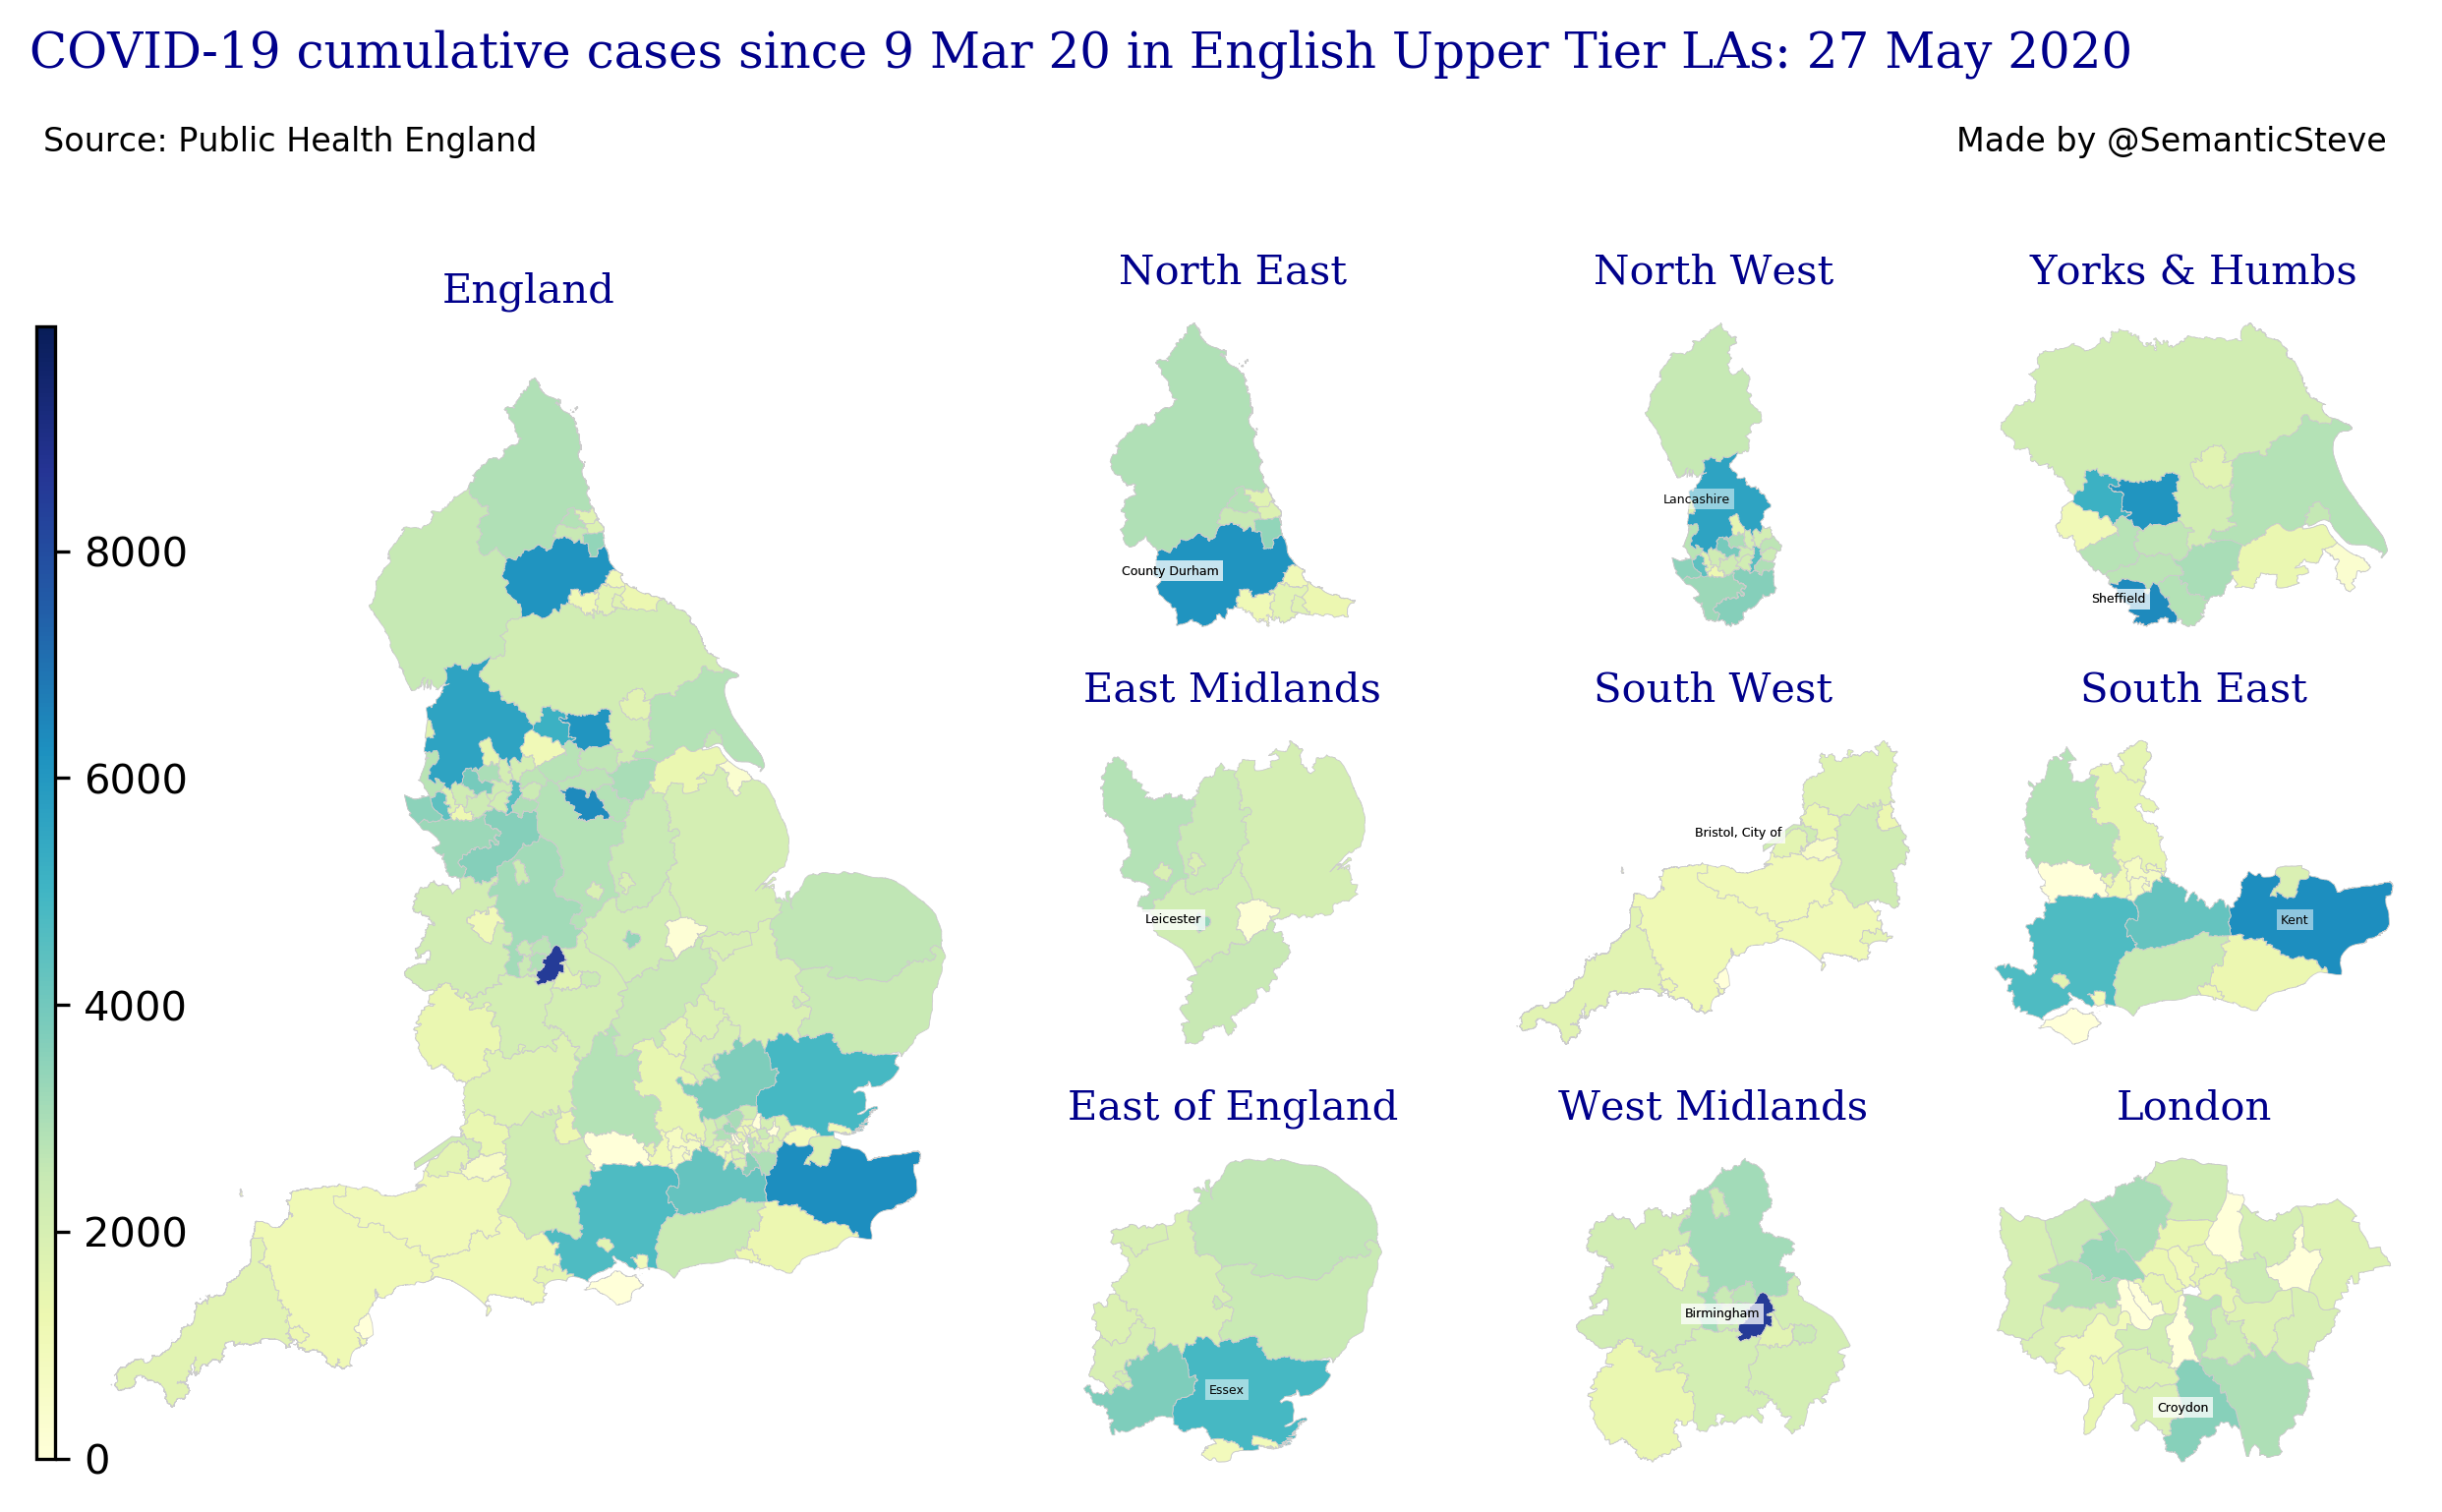 COVID-19 cumulative cases since 9 Mar 20 in English Upper Tier LAs: 27 May 2020
Source: Public Health England
Made by @SemanticSteve
England
8000
6000
4000
2000
0
North East
County Durham
North West
Lancashire
Yorks & Humbs
Sheffield
East Midlands
Leicester
South West
Bristol, City of
South East
Kent
East of England
Essex
West Midlands
Birmingham
London
Croydon